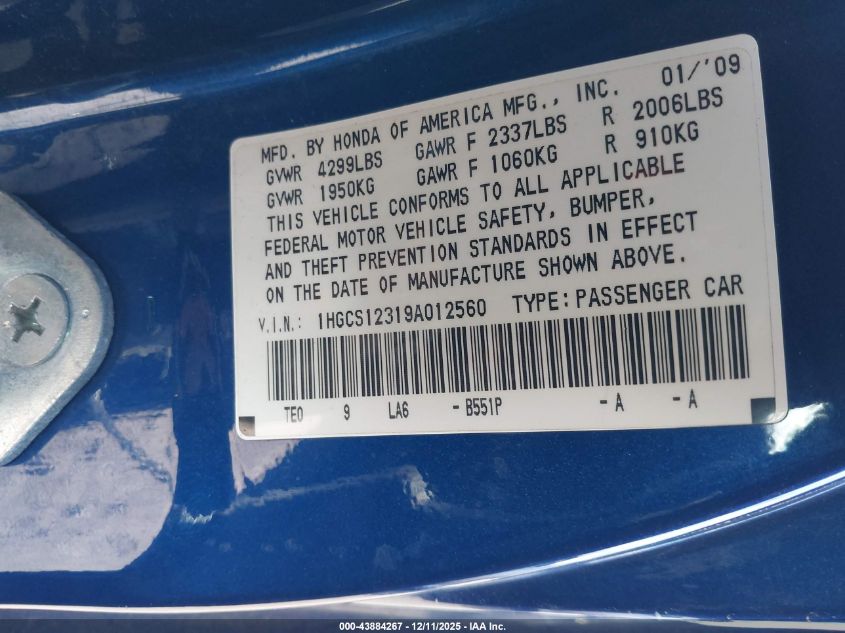 MFD. BY HONDA OF AMERICA MFG., INC. 01/'09
GVWR 4299LBS GAWR F 2337LBS R 2006LBS
GVWR 1950KG GAWR F 1060KG R 910KG
THIS VEHICLE CONFORMS TO ALL APPLICABLE
FEDERAL MOTOR VEHICLE SAFETY, BUMPER,
AND THEFT PREVENTION STANDARDS IN EFFECT
ON THE DATE OF MANUFACTURE SHOWN ABOVE.
V.I.N.: 1HGCS12319A012560 TYPE: PASSENGER CAR
TE0 9 LA6 -B551P -A -A
000-43884267 - 12/11/2025 - IAA Inc.